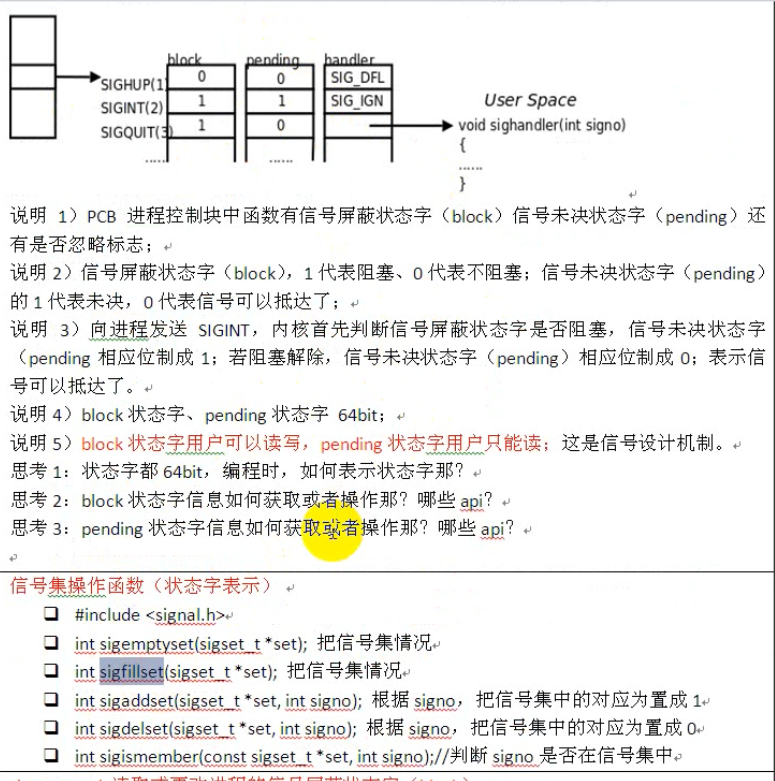 block pending handler
SIGHUP(1) 0 0 SIG_DFL
SIGINT(2) 1 1 SIG_IGN
SIGQUIT(3) 1 0
User Space
void sighandler(int signo)
{
......
}
..... ......
说明 1）PCB 进程控制块中函数有信号屏蔽状态字（block）信号未决状态字（pending）还
有是否忽略标志；
说明 2）信号屏蔽状态字（block），1 代表阻塞、0 代表不阻塞；信号未决状态字（pending）
的 1 代表未决，0 代表信号可以抵达了；
说明 3）向进程发送 SIGINT，内核首先判断信号屏蔽状态字是否阻塞，信号未决状态字
（pending 相应位制成 1；若阻塞解除，信号未决状态字（pending）相应位制成 0；表示信
号可以抵达了。
说明 4）block 状态字、pending 状态字 64bit；
说明 5）block 状态字用户可以读写，pending 状态字用户只能读；这是信号设计机制。
思考 1：状态字都 64bit，编程时，如何表示状态字那？
思考 2：block 状态字信息如何获取或者操作那？哪些 api？
思考 3：pending 状态字信息如何获取或者操作那？哪些 api？
信号集操作函数（状态字表示）
#include <signal.h>
int sigemptyset(sigset_t *set); 把信号集情况
int sigfillset(sigset_t *set); 把信号集情况
int sigaddset(sigset_t *set, int signo); 根据 signo，把信号集中的对应为置成 1
int sigdelset(sigset_t *set, int signo); 根据 signo，把信号集中的对应为置成 0
int sigismember(const sigset_t *set, int signo);//判断 signo 是否在信号集中